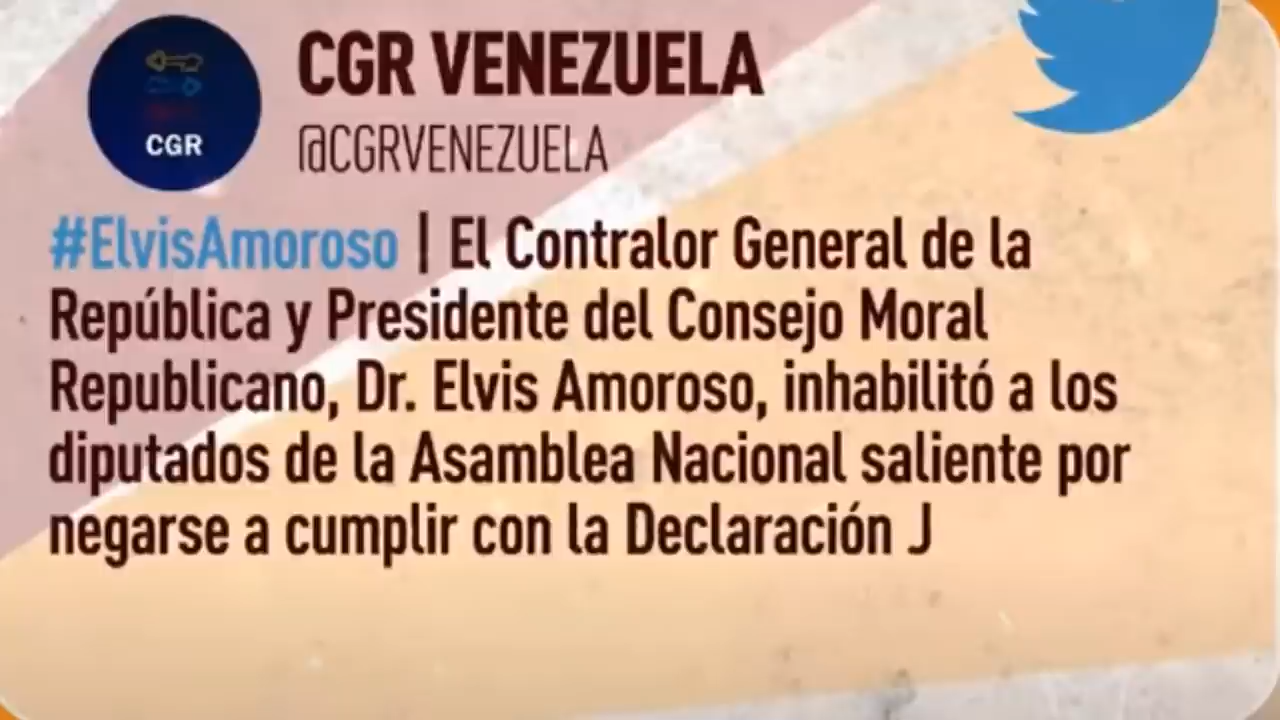 CGR
CGR VENEZUELA
@CGRVENEZUELA
#ElvisAmoroso | El Contralor General de la
República y Presidente del Consejo Moral
Republicano, Dr. Elvis Amoroso, inhabilitó a los
diputados de la Asamblea Nacional saliente por
negarse a cumplir con la Declaración J